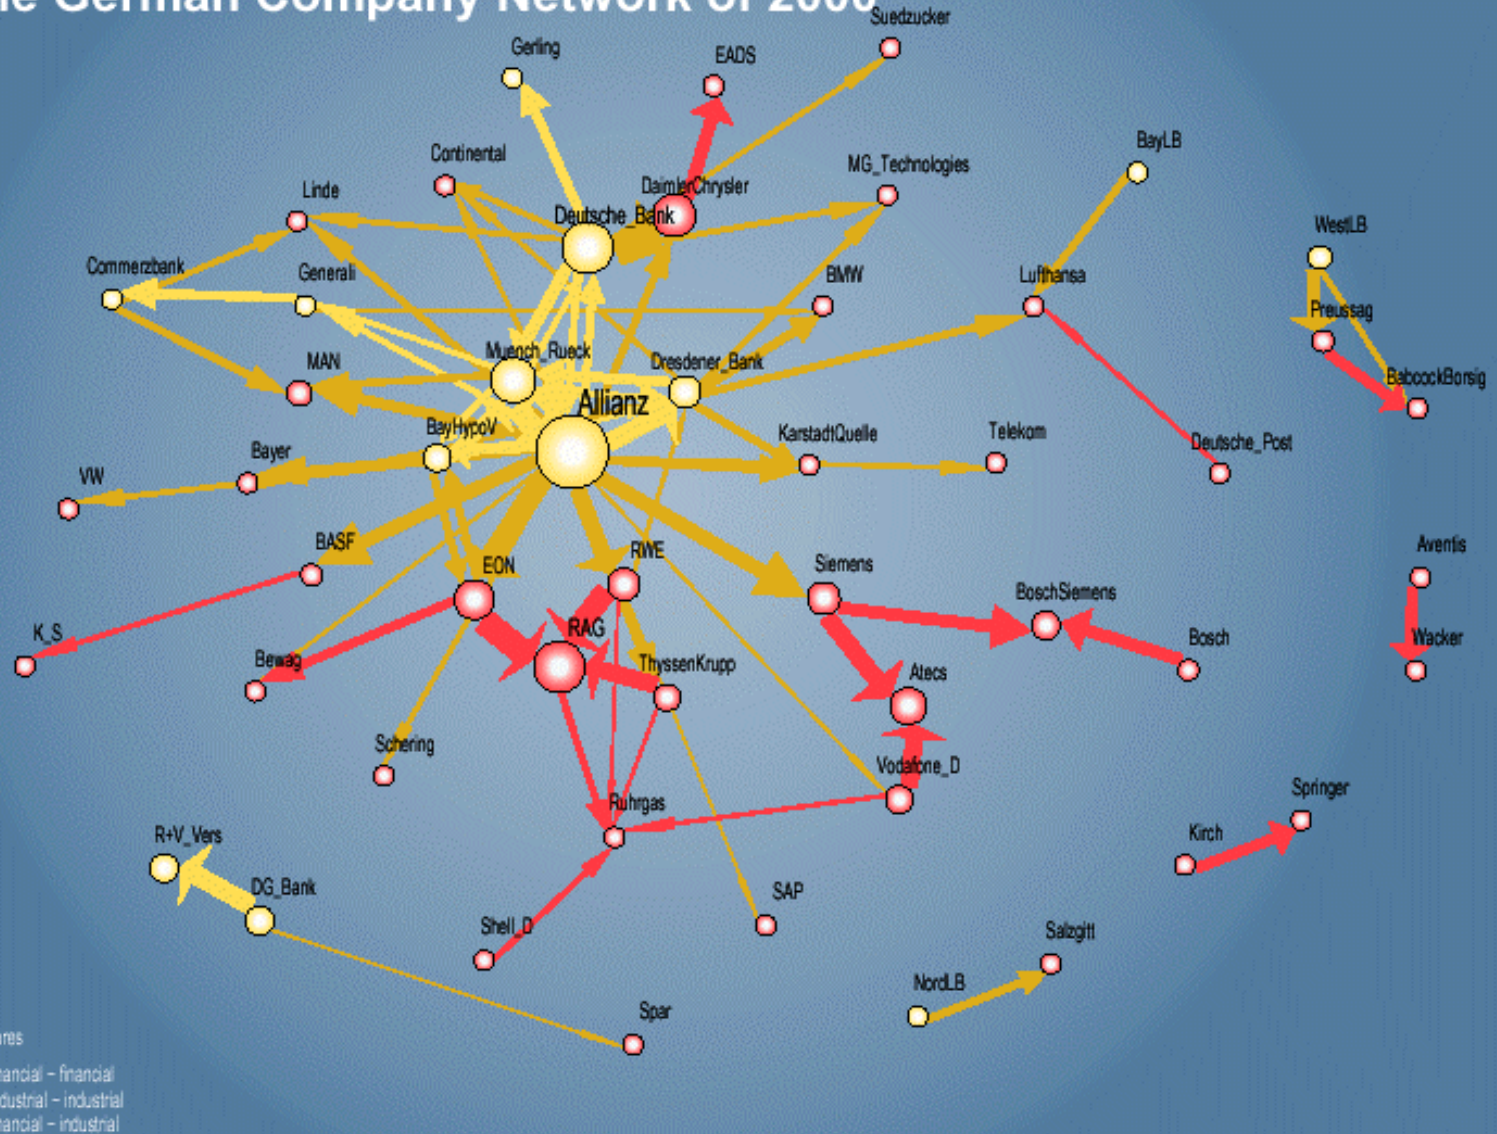 German Company Network of 2000
Suedzucker
Gerling
EADS
BayLB
Continental
MG_Technologies
Linde
DaimlerChrysler
Deutsche_Bank
WestLB
Commerzbank
Generali
BMW
Lufthansa
Preussag
Muench_Rueck
MAN
Dresdener_Bank
BabcockBorsig
Allianz
BayHypoV
KarstadtQuelle
Telekom
Deutsche_Post
Bayer
VW
BASF
RWE
Aventis
EON
Siemens
BoschSiemens
K_S
RAG
Bosch
Wacker
Bewag
ThyssenKrupp
Atecs
Schering
Vodafone_D
Springer
Ruhrgas
R+V_Vers
Kirch
DG_Bank
SAP
Shell_D
Salzgitt
NordLB
Spar
ares
nancial – financial
dustrial – industrial
nancial – industrial